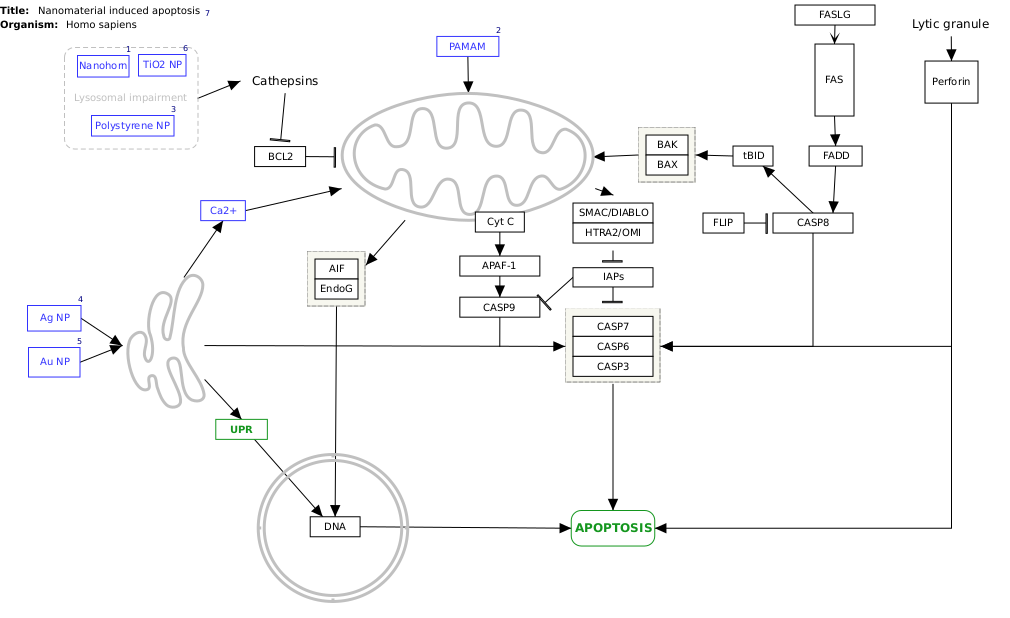 Title: Nanomaterial induced apoptosis 7
Organism: Homo sapiens
FASLG
Lytic granule
1
6
2
Nanohorn
TiO2 NP
PAMAM
Lysosomal impairment
Cathepsins
FAS
Perforin
3
Polystyrene NP
BCL2
BAK
BAX
tBID
FADD
Ca2+
Cyt C
SMAC/DIABLO
HTRA2/OMI
FLIP
CASP8
AIF
EndoG
APAF-1
IAPs
4
Ag NP
CASP9
5
Au NP
CASP7
CASP6
CASP3
UPR
DNA
APOPTOSIS